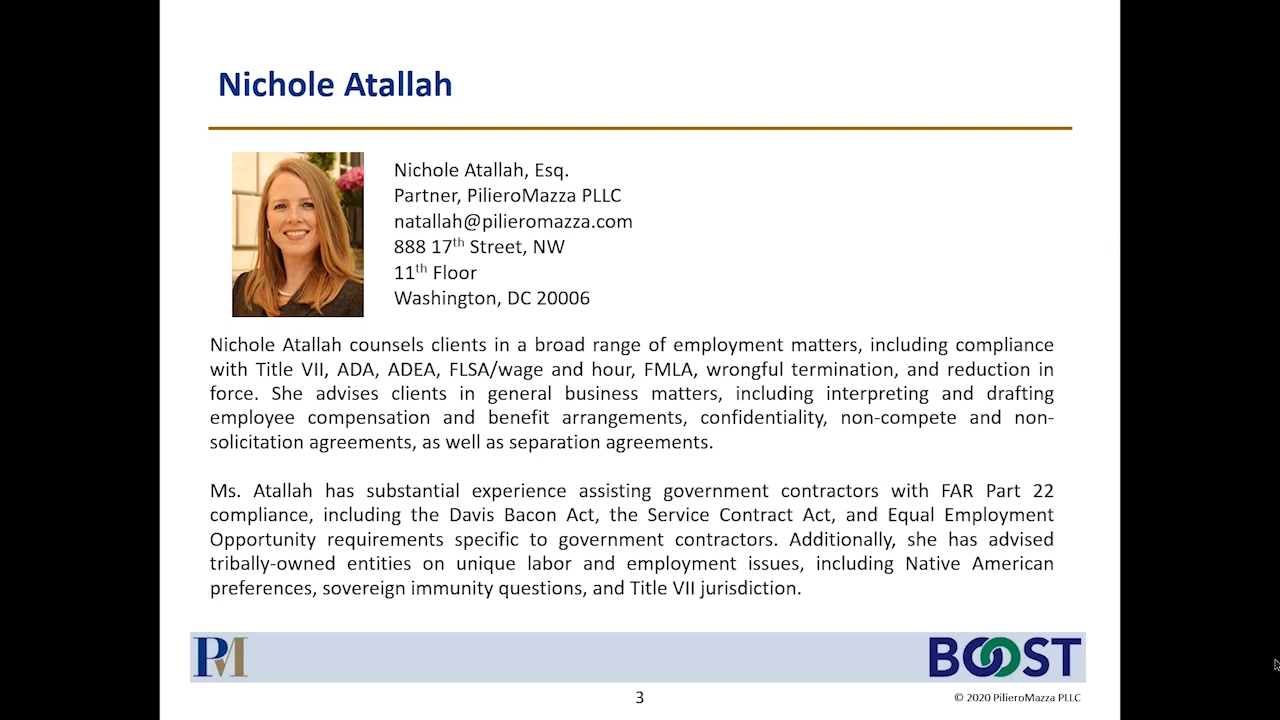 Nichole Atallah
Nichole Atallah, Esq.
Partner, PilieroMazza PLLC
natallah@pilieromazza.com
888 17th Street, NW
11th Floor
Washington, DC 20006
Nichole Atallah counsels clients in a broad range of employment matters, including compliance
with Title VII, ADA, ADEA, FLSA/wage and hour, FMLA, wrongful termination, and reduction in
force. She advises clients in general business matters, including interpreting and drafting
employee compensation and benefit arrangements, confidentiality, non-compete and non-
solicitation agreements, as well as separation agreements.
Ms. Atallah has substantial experience assisting government contractors with FAR Part 22
compliance, including the Davis Bacon Act, the Service Contract Act, and Equal Employment
Opportunity requirements specific to government contractors. Additionally, she has advised
tribally-owned entities on unique labor and employment issues, including Native American
preferences, sovereign immunity questions, and Title VII jurisdiction.
PM
BOOST
3
© 2020 PilieroMazza PLLC